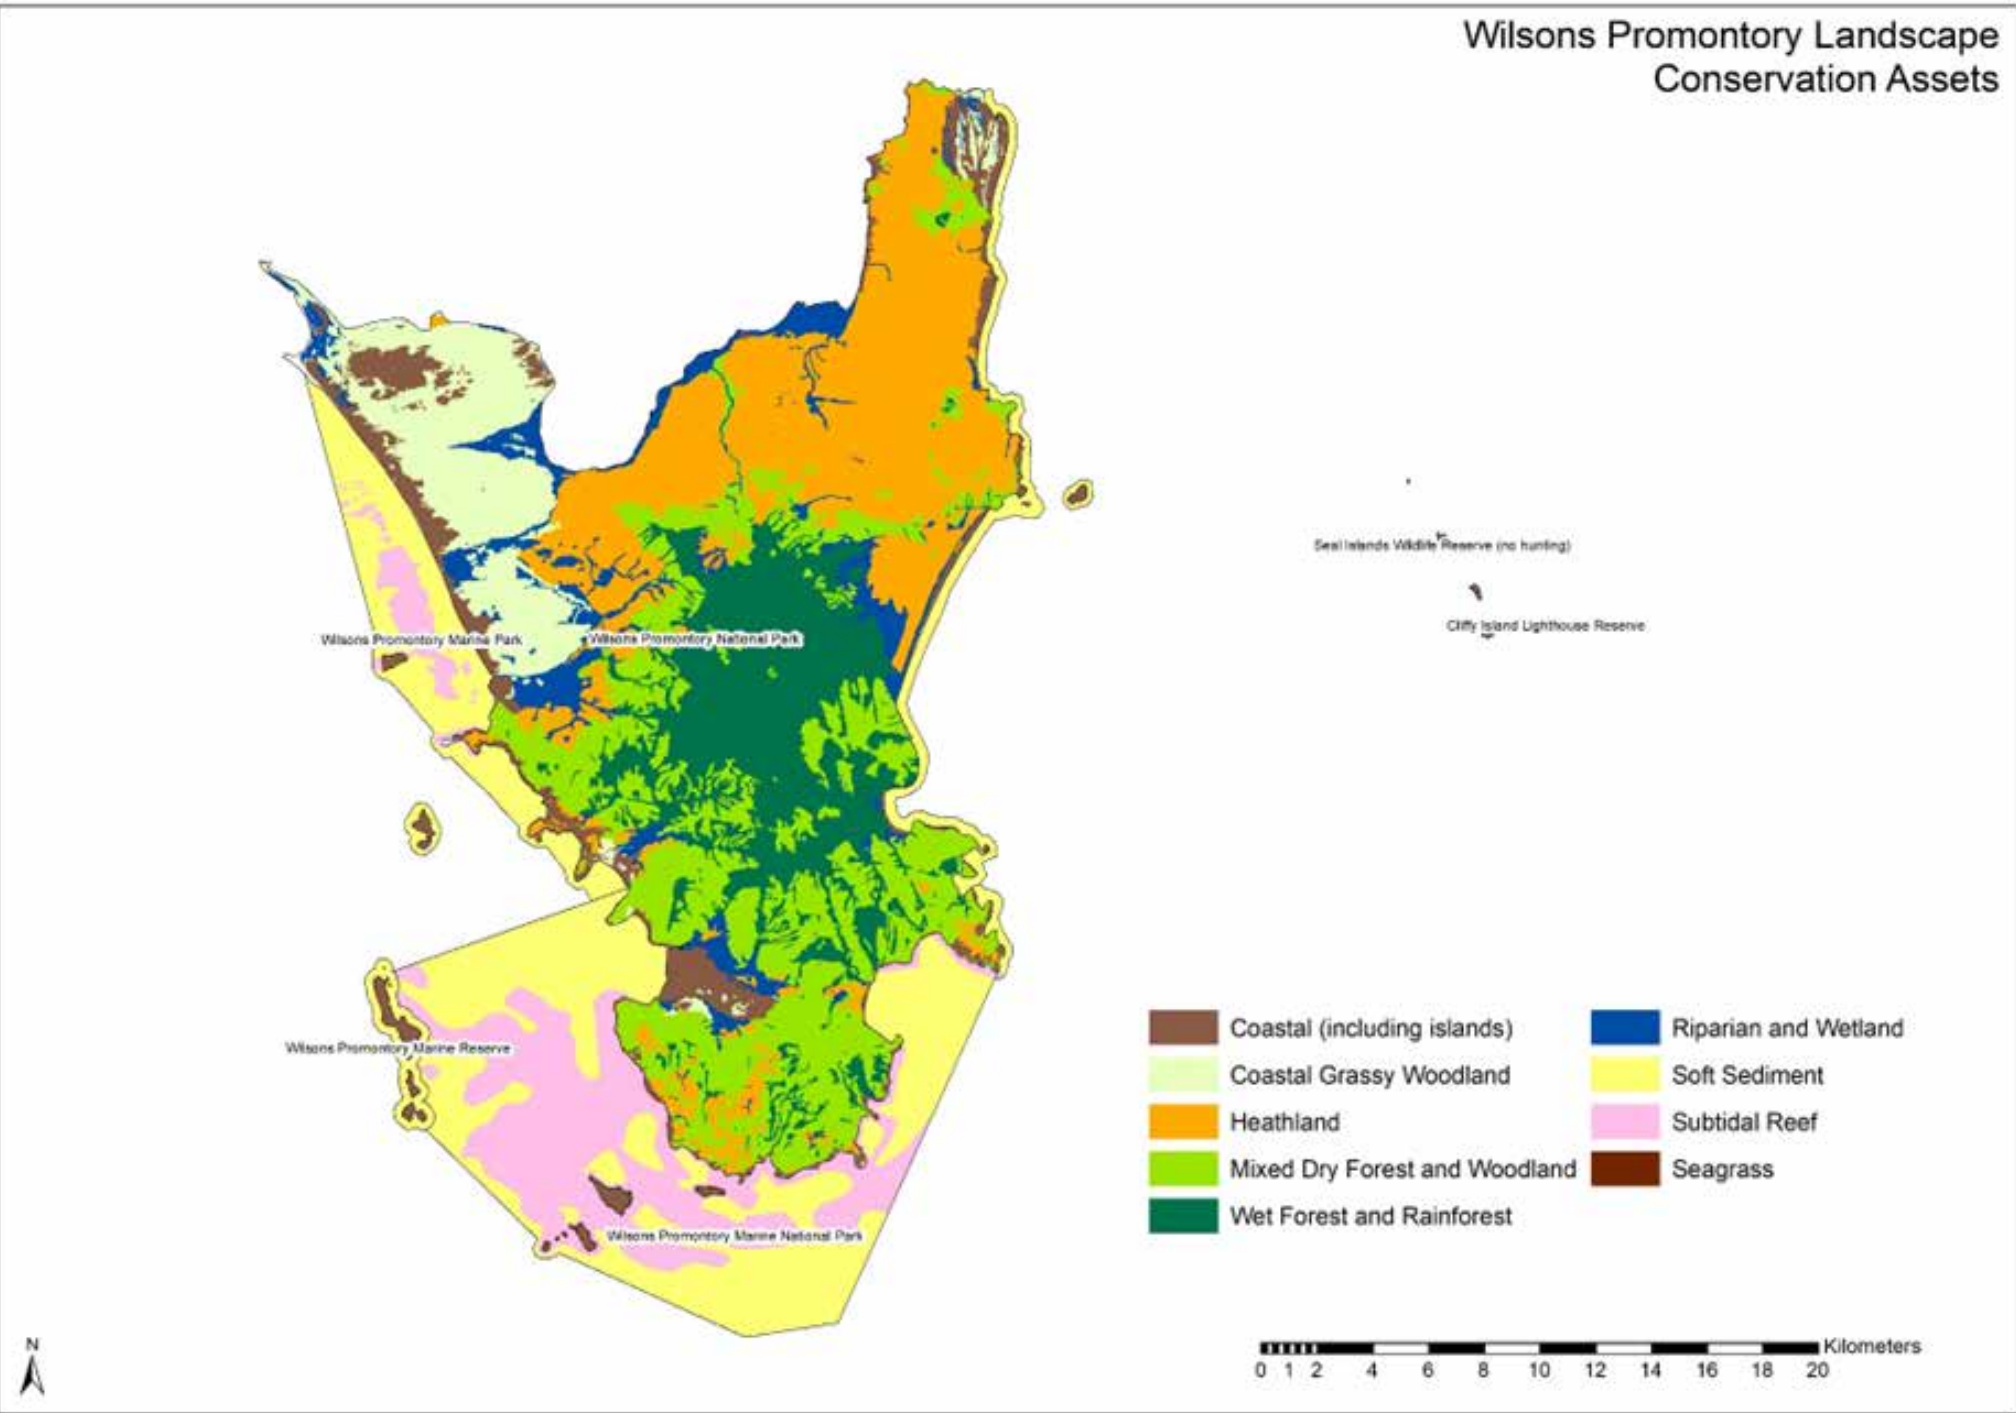 Wilsons Promontory Landscape
Conservation Assets
Seal Islands Wildlife Reserve (no hunting)
Cliffy Island Lighthouse Reserve
Wilsons Promontory Marine Park
Wilsons Promontory National Park
Wilsons Promontory Marine Reserve
Wilsons Promontory Marine National Park
Coastal (including islands)
Coastal Grassy Woodland
Heathland
Mixed Dry Forest and Woodland
Wet Forest and Rainforest
Riparian and Wetland
Soft Sediment
Subtidal Reef
Seagrass
N
Kilometers
0 1 2 4 6 8 10 12 14 16 18 20